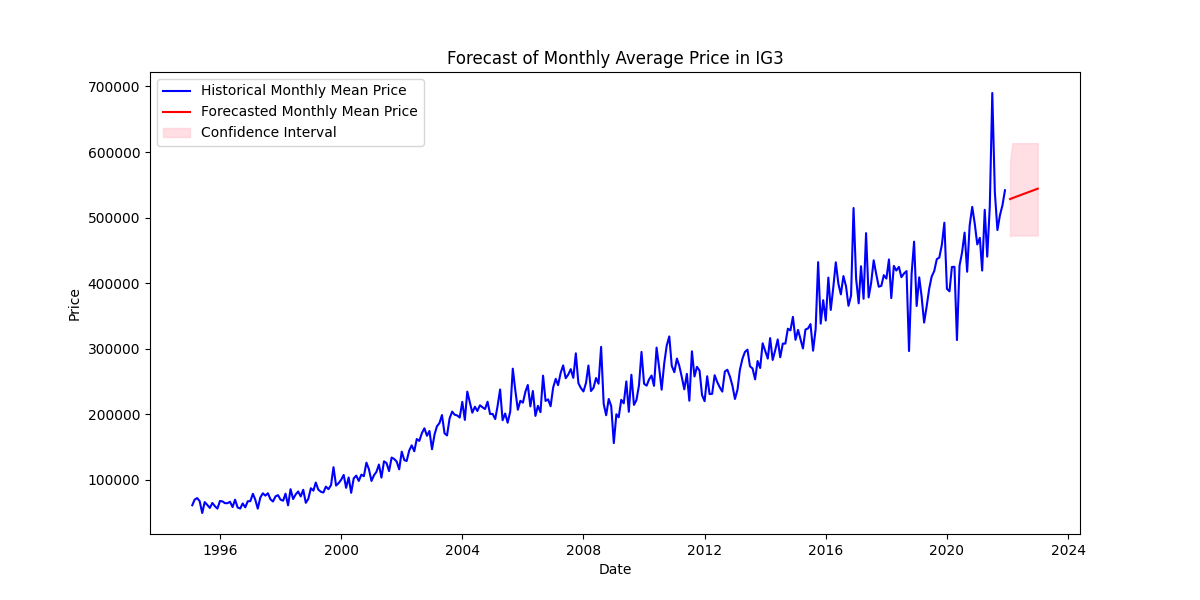 Forecast of Monthly Average Price in IG3
Historical Monthly Mean Price
Forecasted Monthly Mean Price
Confidence Interval
700000
600000
500000
400000
300000
200000
100000
Price
1996 2000 2004 2008 2012 2016 2020 2024
Date